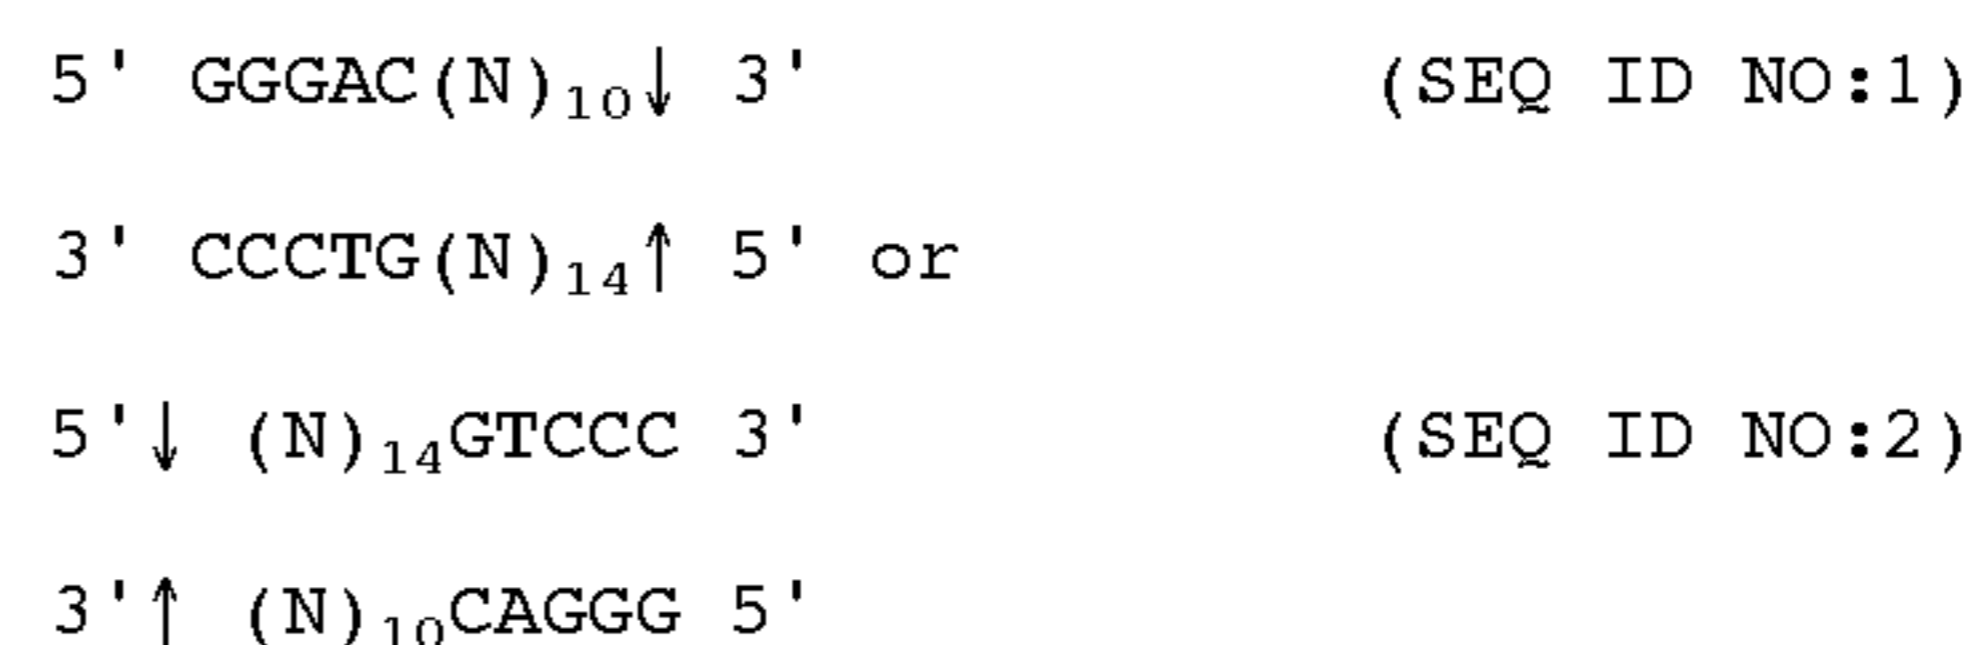 5' GGGAC(N)₁₀↓ 3' (SEQ ID NO:1)
3' CCCTG(N)₁₄↑ 5' or
5'↓ (N)₁₄GTCCC 3' (SEQ ID NO:2)
3'↑ (N)₁₀CAGGG 5'